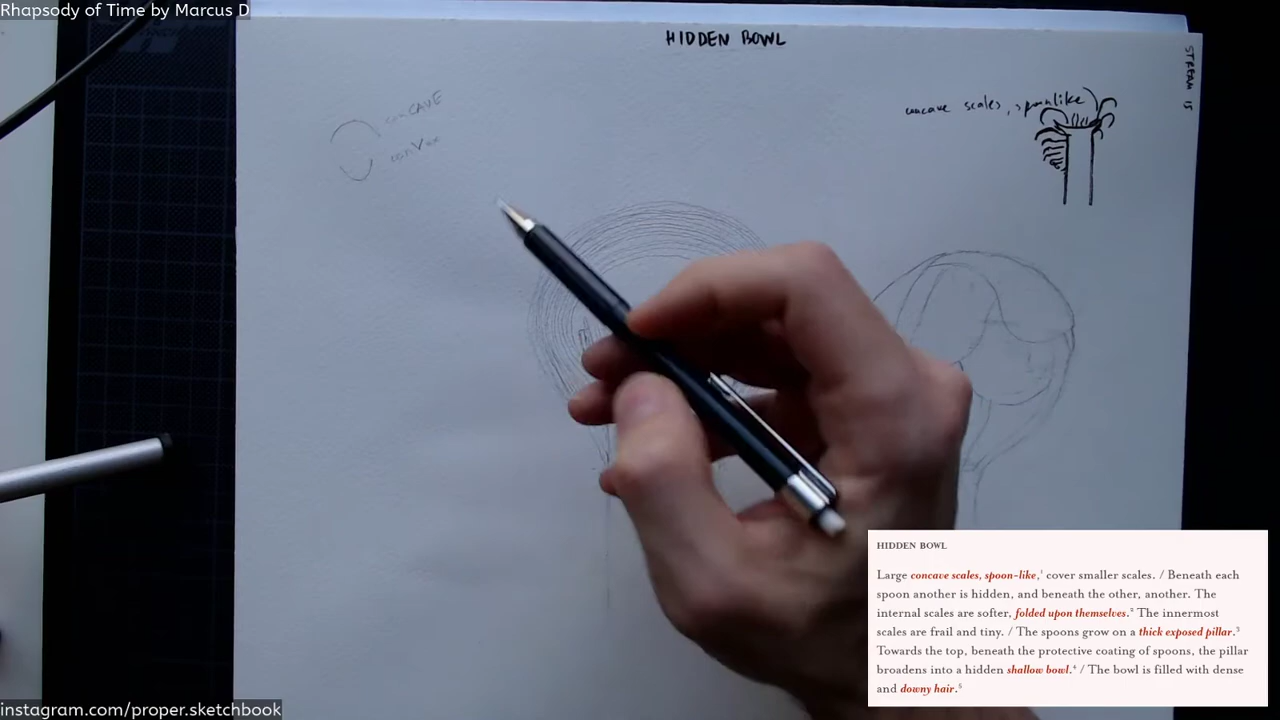 Rhapsody of Time by Marcus D
HIDDEN BOWL
STREAM 15
concave
convex
concave scales, spoonlike
HIDDEN BOWL
Large concave scales, spoon-like,¹ cover smaller scales. / Beneath each
spoon another is hidden, and beneath the other, another. The
internal scales are softer, folded upon themselves.² The innermost
scales are frail and tiny. / The spoons grow on a thick exposed pillar.³
Towards the top, beneath the protective coating of spoons, the pillar
broadens into a hidden shallow bowl.⁴ / The bowl is filled with dense
and downy hair.⁵
instagram.com/proper.sketchbook